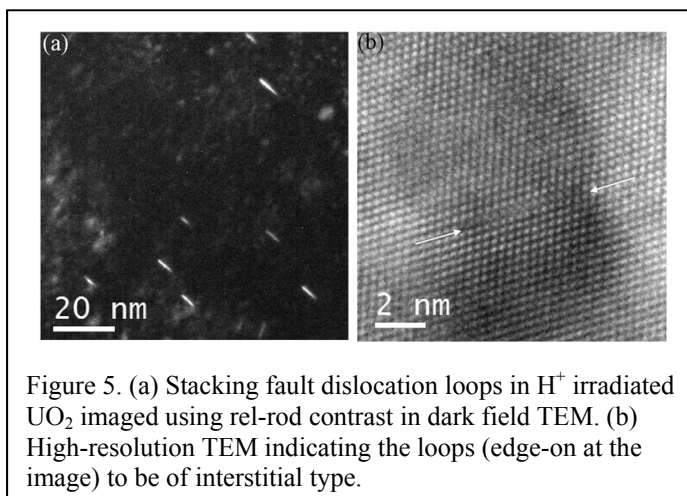 (a)
(b)
20 nm
2 nm
Figure 5. (a) Stacking fault dislocation loops in H⁺ irradiated
UO₂ imaged using rel-rod contrast in dark field TEM. (b)
High-resolution TEM indicating the loops (edge-on at the
image) to be of interstitial type.